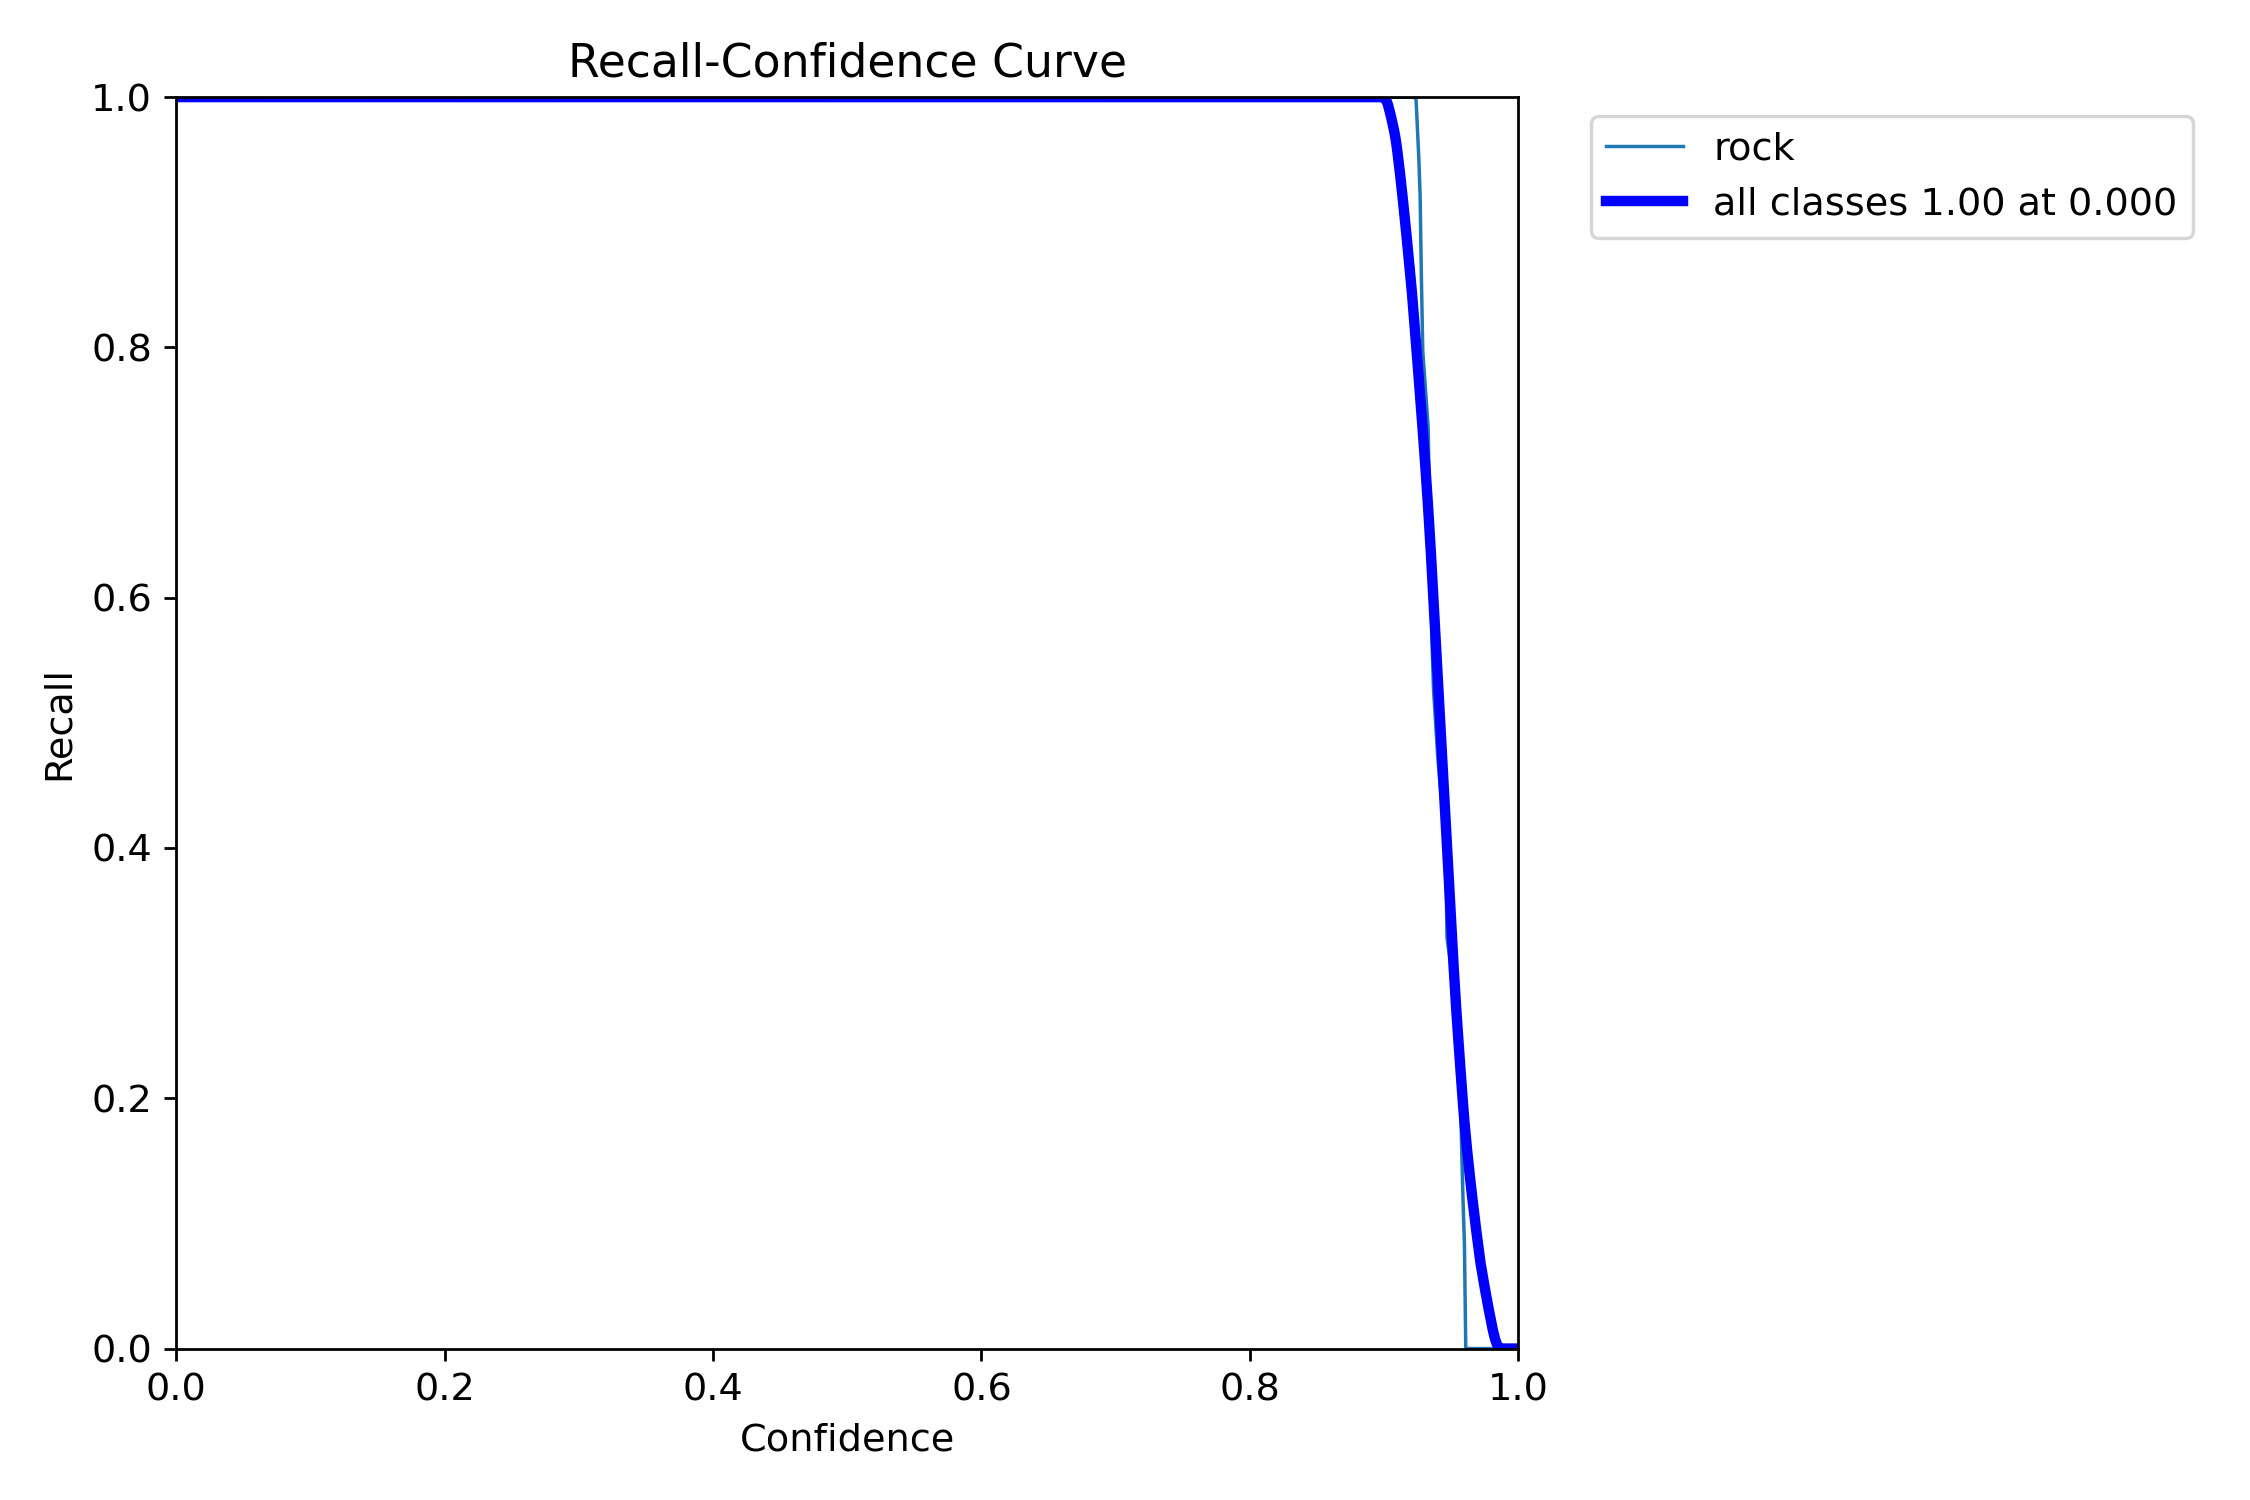 Recall-Confidence Curve
1.0
0.8
0.6
0.4
0.2
0.0
Recall
0.0 0.2 0.4 0.6 0.8 1.0
Confidence
rock
all classes 1.00 at 0.000